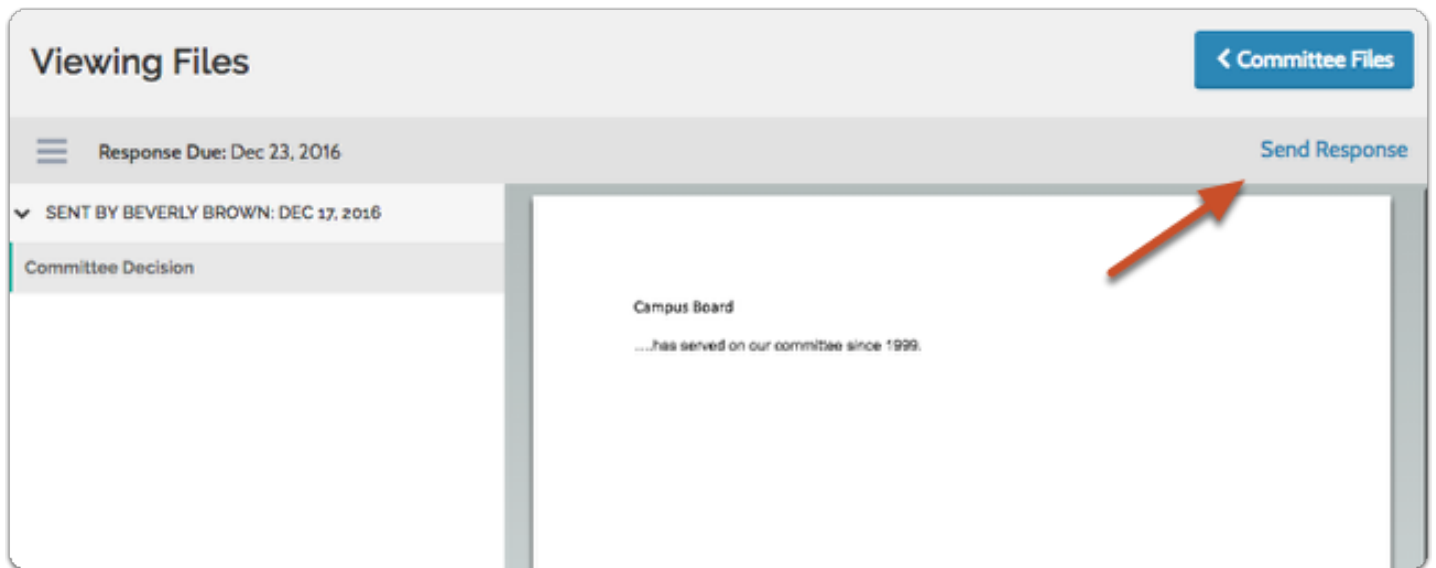 Viewing Files
Committee Files
Response Due: Dec 23, 2016
Send Response
SENT BY BEVERLY BROWN: DEC 17, 2016
Committee Decision
Campus Board
.....has served on our committee since 1999.